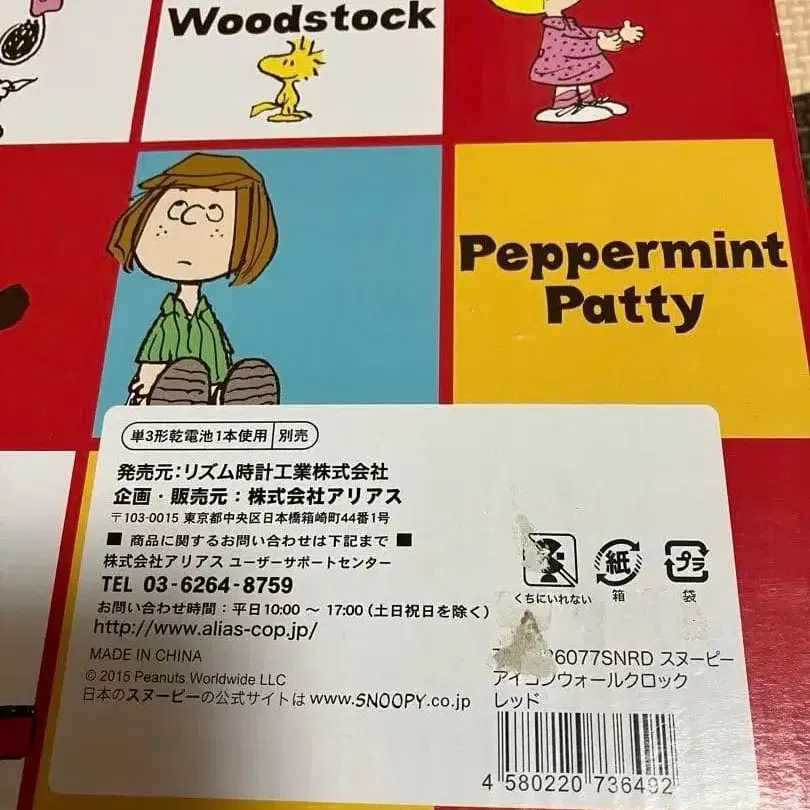 Woodstock
Peppermint
Patty
単3形乾電池1本使用 別売
発売元:リズム時計工業株式会社
企画・販売元:株式会社アリアス
〒103-0015 東京都中央区日本橋箱崎町44番1号
■ 商品に関するお問い合わせは下記まで ■
株式会社アリアス ユーザーサポートセンター
TEL 03-6264-8759
お問い合わせ時間:平日10:00 ～ 17:00(土日祝日を除く)
http://www.alias-cop.jp/
MADE IN CHINA
© 2015 Peanuts Worldwide LLC
日本のスヌーピーの公式サイトは www.SNOOPY.co.jp
くちにいれない
紙
箱
プラ
袋
6077SNRD スヌーピー
アイコンウォールクロック
レッド
4 580220 736492